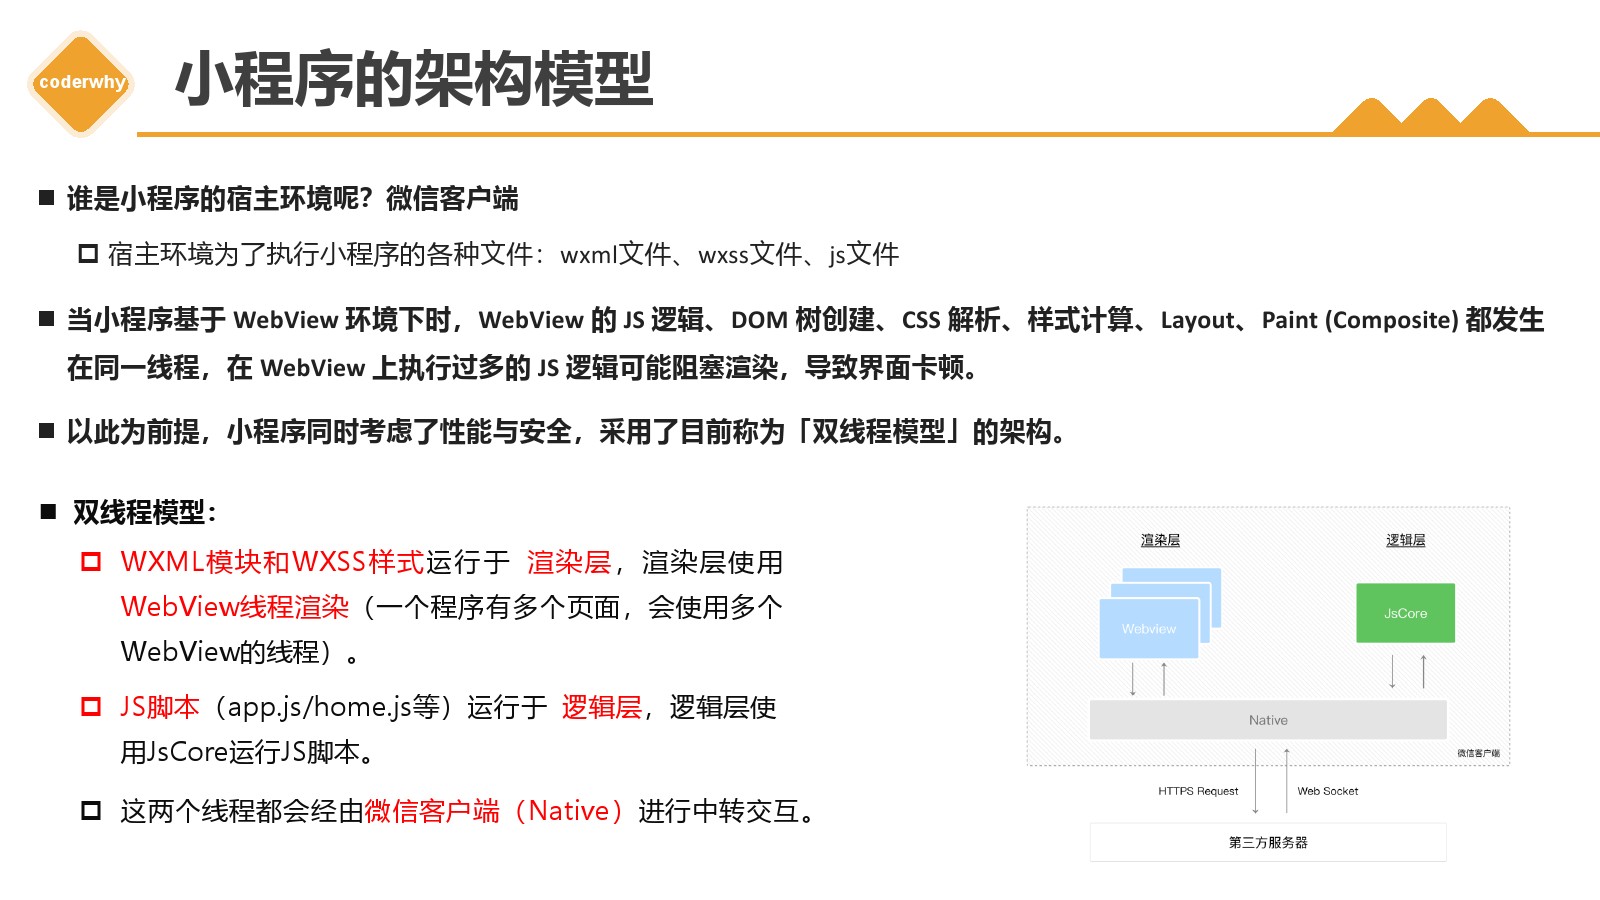 coderwhy
小程序的架构模型
谁是小程序的宿主环境呢？微信客户端
宿主环境为了执行小程序的各种文件：wxml文件、wxss文件、js文件
当小程序基于 WebView 环境下时，WebView 的 JS 逻辑、DOM 树创建、CSS 解析、样式计算、Layout、Paint (Composite) 都发生
在同一线程，在 WebView 上执行过多的 JS 逻辑可能阻塞渲染，导致界面卡顿。
以此为前提，小程序同时考虑了性能与安全，采用了目前称为「双线程模型」的架构。
双线程模型：
WXML模块和WXSS样式运行于 渲染层，渲染层使用
WebView线程渲染（一个程序有多个页面，会使用多个
WebView的线程）。
JS脚本（app.js/home.js等）运行于 逻辑层，逻辑层使
用JsCore运行JS脚本。
这两个线程都会经由微信客户端（Native）进行中转交互。
渲染层
逻辑层
Webview
JsCore
Native
微信客户端
HTTPS Request
Web Socket
第三方服务器